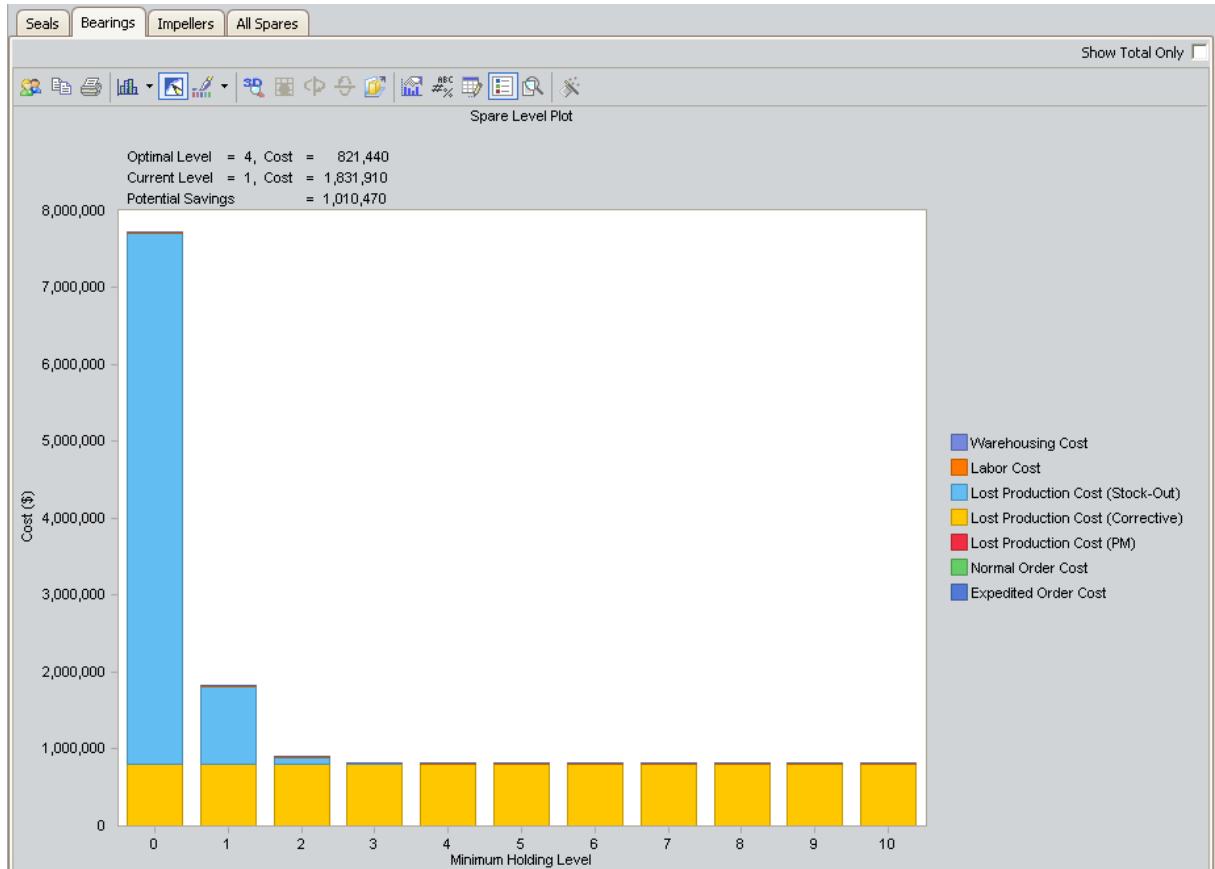 Seals Bearings Impellers All Spares
Show Total Only
3D ABC #%
Spare Level Plot
Optimal Level = 4, Cost = 821,440
Current Level = 1, Cost = 1,831,910
Potential Savings = 1,010,470
8,000,000
7,000,000
6,000,000
5,000,000
4,000,000
3,000,000
2,000,000
1,000,000
0
Cost ($)
0 1 2 3 4 5 6 7 8 9 10
Minimum Holding Level
Warehousing Cost
Labor Cost
Lost Production Cost (Stock-Out)
Lost Production Cost (Corrective)
Lost Production Cost (PM)
Normal Order Cost
Expedited Order Cost